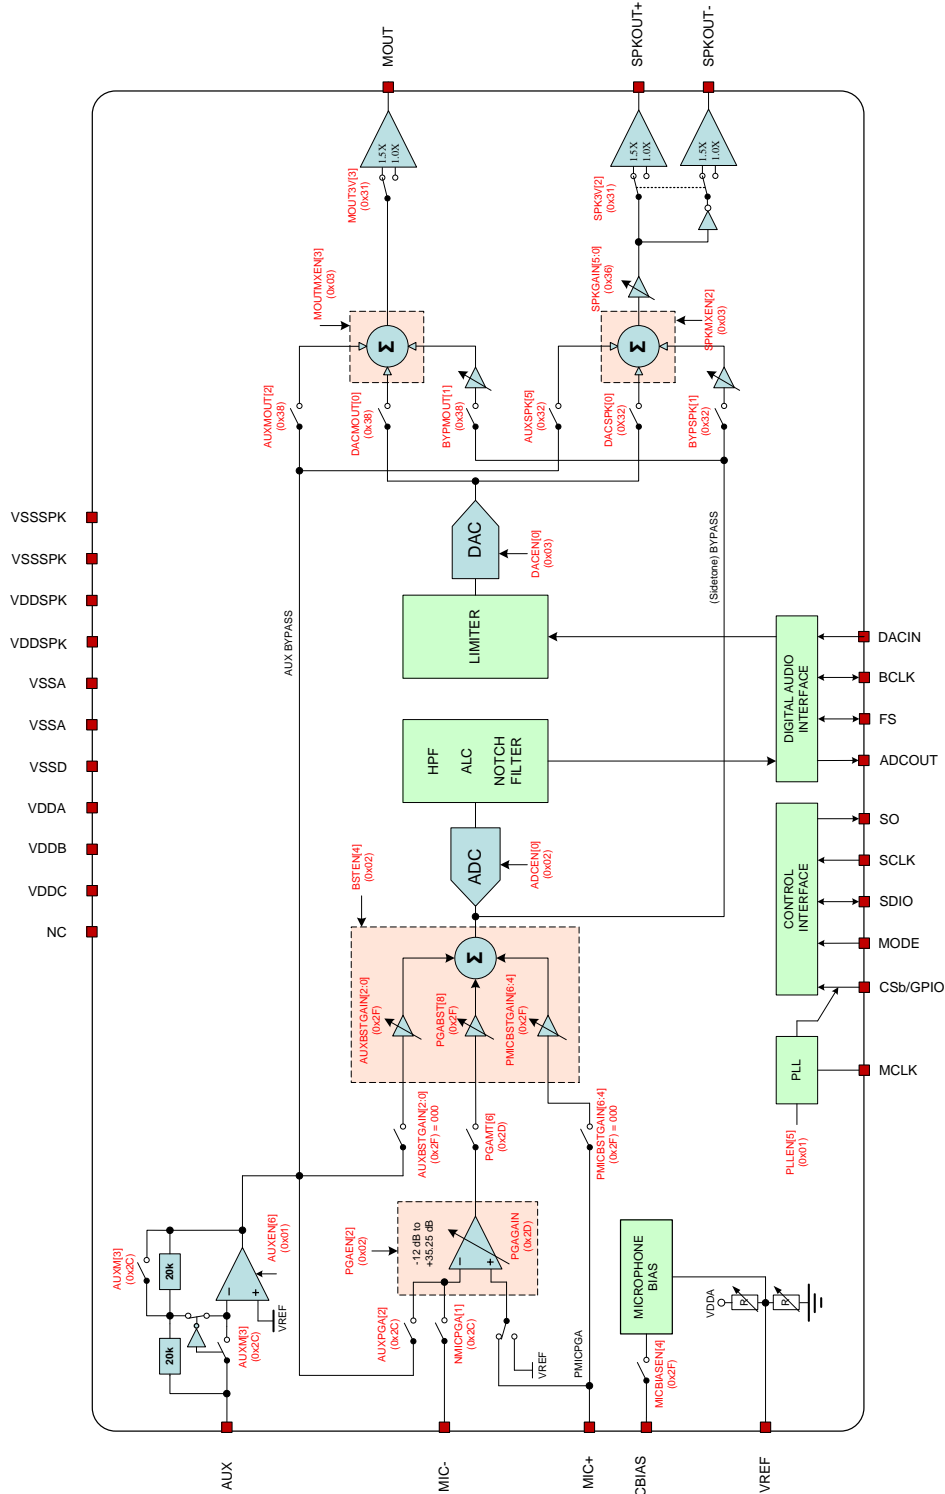 MOUT
SPKOUT+
SPKOUT-
1.5X
1.0X
1.5X
1.0X
1.5X
1.0X
MOUT3V[3]
(0x31)
SPK3V[2]
(0x31)
MOUTMXEN[3]
(0x03)
SPKGAIN[5:0]
(0x36)
SPKMXEN[2]
(0x03)
Σ
Σ
AUXMOUT[2]
(0x38)
DACMOUT[0]
(0x38)
BYPMOUT[1]
(0x38)
AUXSPK[5]
(0x32)
DACSPK[0]
(0X32)
BYPSPK[1]
(0x32)
VSSSPK
VSSSPK
VDDSPK
VDDSPK
VSSA
VSSA
VSSD
VDDA
VDDB
VDDC
NC
DAC
DACEN[0]
(0x03)
AUX BYPASS
(Sidetone) BYPASS
LIMITER
HPF
ALC
NOTCH
FILTER
DIGITAL AUDIO
INTERFACE
DACIN
BCLK
FS
ADCOUT
ADC
ADCEN[0]
(0x02)
BSTEN[4]
(0x02)
CONTROL
INTERFACE
SO
SCLK
SDIO
MODE
CSb/GPIO
Σ
AUXBSTGAIN[2:0]
(0x2F)
PGABST[8]
(0x2F)
PMICBSTGAIN[6:4]
(0x2F)
PLL
MCLK
PLLEN[5]
(0x01)
AUXBSTGAIN[2:0]
(0x2F) = 000
PGAMT[6]
(0x2D)
PMICBSTGAIN[6:4]
(0x2F) = 000
AUXM[3]
(0x2C)
20k
20k
AUXEN[6]
(0x01)
VREF
AUXM[3]
(0x2C)
PGAEN[2]
(0x02)
-12 dB to
+35.25 dB
PGAGAIN
(0x2D)
AUXPGA[2]
(0x2C)
NMICPGA[1]
(0x2C)
VREF
PMICPGA
MICROPHONE
BIAS
MICBIASEN[4]
(0x2F)
VDDA
R
R
AUX
MIC-
MIC+
CBIAS
VREF